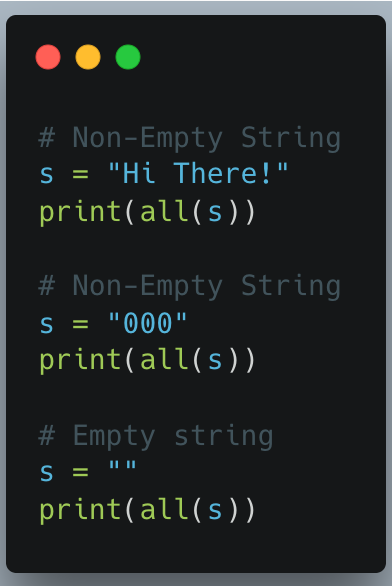 # Non-Empty String
s = "Hi There!"
print(all(s))
# Non-Empty String
s = "000"
print(all(s))
# Empty string
s = ""
print(all(s))